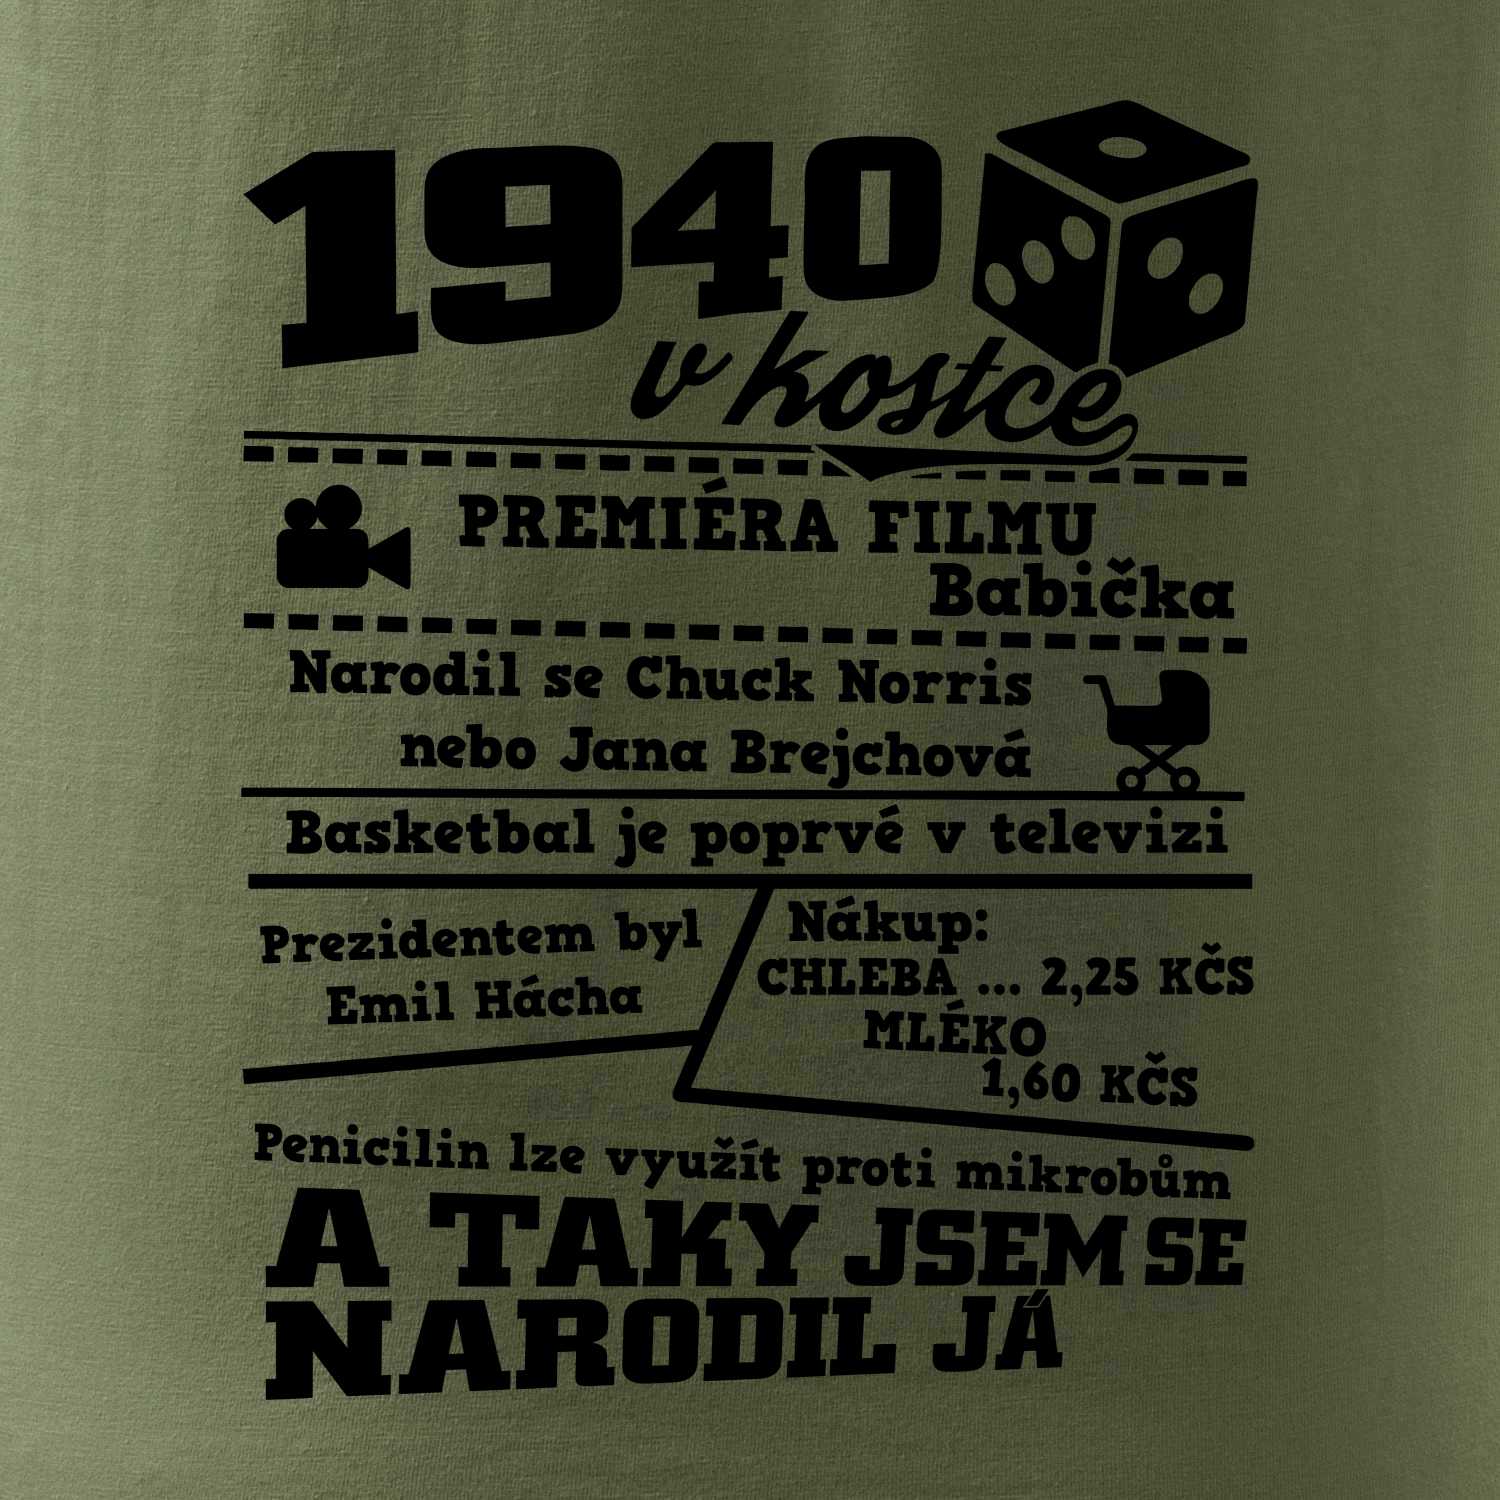 1940
v kostce
PREMIÉRA FILMU
Babička
Narodil se Chuck Norris
nebo Jana Brejchová
Basketbal je poprvé v televizi
Prezidentem byl
Emil Hácha
Nákup:
CHLEBA ... 2,25 KČS
MLÉKO
1,60 KČS
Penicilin lze využít proti mikrobům
A TAKY JSEM SE
NARODIL JÁ